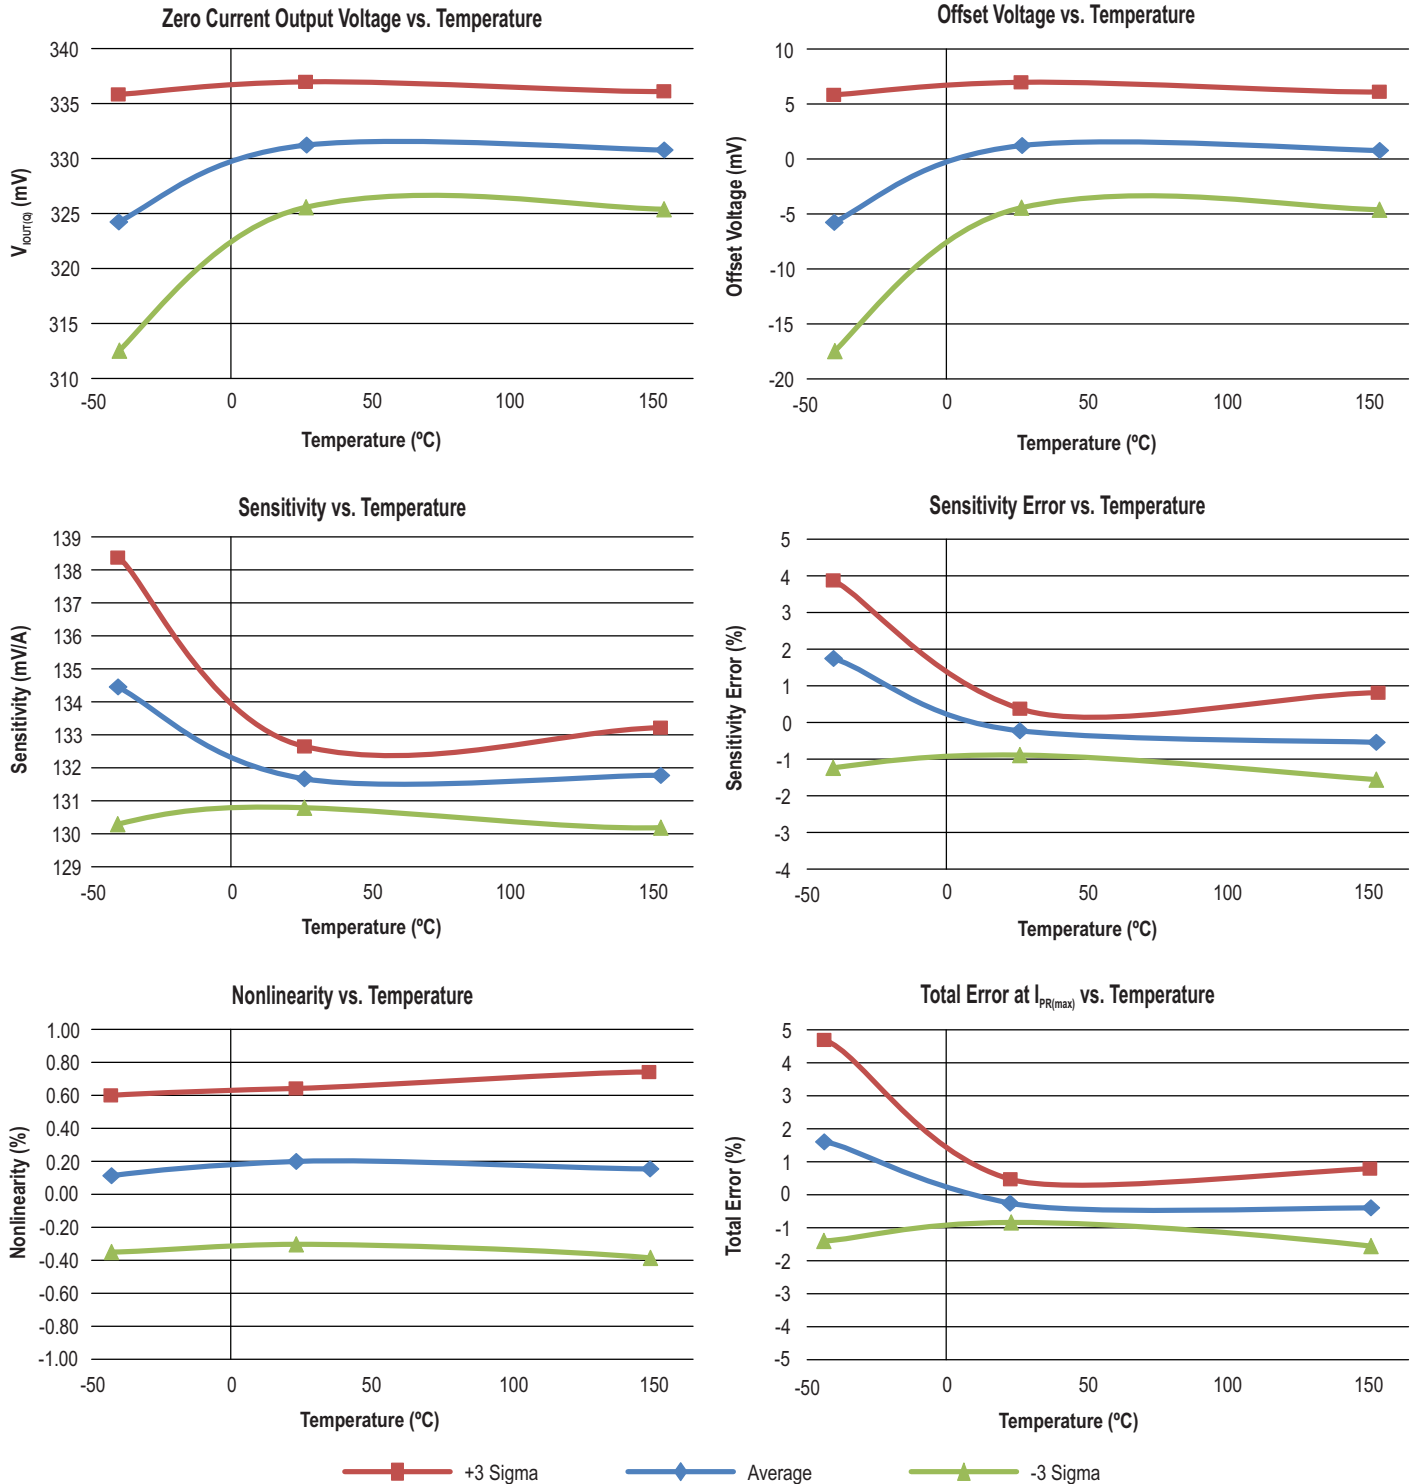 Zero Current Output Voltage vs. Temperature
340
335
330
325
320
315
310
V_IOUT(Q) (mV)
-50 0 50 100 150
Temperature (ºC)
Offset Voltage vs. Temperature
10
5
0
-5
-10
-15
-20
Offset Voltage (mV)
-50 0 50 100 150
Temperature (ºC)
Sensitivity vs. Temperature
139
138
137
136
135
134
133
132
131
130
129
Sensitivity (mV/A)
-50 0 50 100 150
Temperature (ºC)
Sensitivity Error vs. Temperature
5
4
3
2
1
0
-1
-2
-3
-4
Sensitivity Error (%)
-50 0 50 100 150
Temperature (ºC)
Nonlinearity vs. Temperature
1.00
0.80
0.60
0.40
0.20
0.00
-0.20
-0.40
-0.60
-0.80
-1.00
Nonlinearity (%)
-50 0 50 100 150
Temperature (ºC)
Total Error at I_PR(max) vs. Temperature
5
4
3
2
1
0
-1
-2
-3
-4
-5
Total Error (%)
-50 0 50 100 150
Temperature (ºC)
+3 Sigma Average -3 Sigma